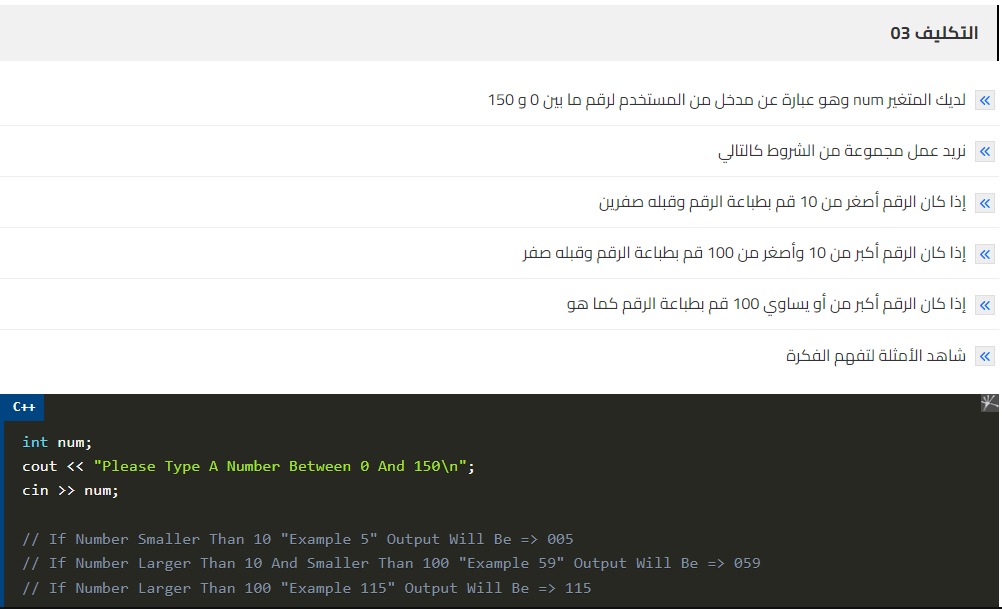 التكليف 03
لديك المتغير num وهو عبارة عن مدخل من المستخدم لرقم ما بين 0 و 150
نريد عمل مجموعة من الشروط كالتالي
إذا كان الرقم أصغر من 10 قم بطباعة الرقم وقبله صفرين
إذا كان الرقم أكبر من 10 وأصغر من 100 قم بطباعة الرقم وقبله صفر
إذا كان الرقم أكبر من أو يساوي 100 قم بطباعة الرقم كما هو
شاهد الأمثلة لتفهم الفكرة
C++
int num;
cout << "Please Type A Number Between 0 And 150\n";
cin >> num;
// If Number Smaller Than 10 "Example 5" Output Will Be => 005
// If Number Larger Than 10 And Smaller Than 100 "Example 59" Output Will Be => 059
// If Number Larger Than 100 "Example 115" Output Will Be => 115